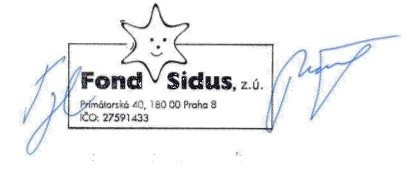 Fond Sidus, z.ú.
Primátorská 40, 180 00 Praha 8
IČO: 27591433